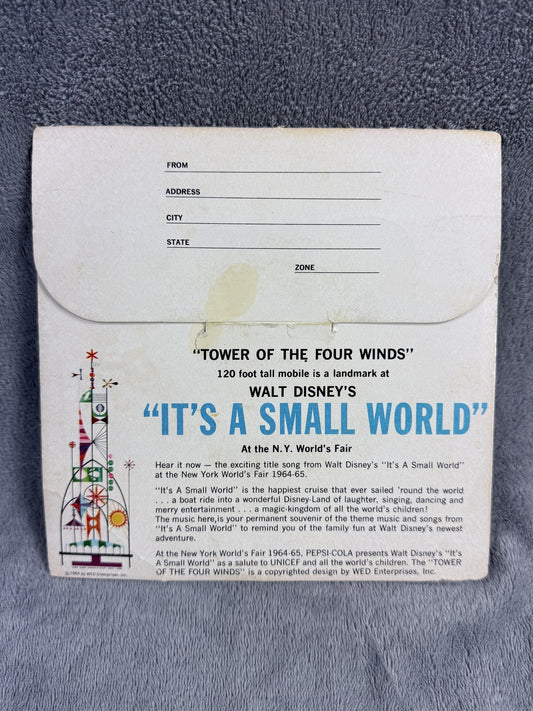 FROM
ADDRESS
CITY
STATE
ZONE
"TOWER OF THE FOUR WINDS"
120 foot tall mobile is a landmark at
WALT DISNEY'S
"IT'S A SMALL WORLD"
At the N.Y. World's Fair
Hear it now — the exciting title song from Walt Disney's "It's A Small World"
at the New York World's Fair 1964-65.
"It's A Small World" is the happiest cruise that ever sailed 'round the world
. . . a boat ride into a wonderful Disney-Land of laughter, singing, dancing and
merry entertainment . . . a magic-kingdom of all the world's children!
The music here,is your permanent souvenir of the theme music and songs from
"It's A Small World" to remind you of the family fun at Walt Disney's newest
adventure.
At the New York World's Fair 1964-65, PEPSI-COLA presents Walt Disney's "It's
A Small World" as a salute to UNICEF and all the world's children. The "TOWER
OF THE FOUR WINDS" is a copyrighted design by WED Enterprises, Inc.
© 1964 by WED Enterprises, Inc.